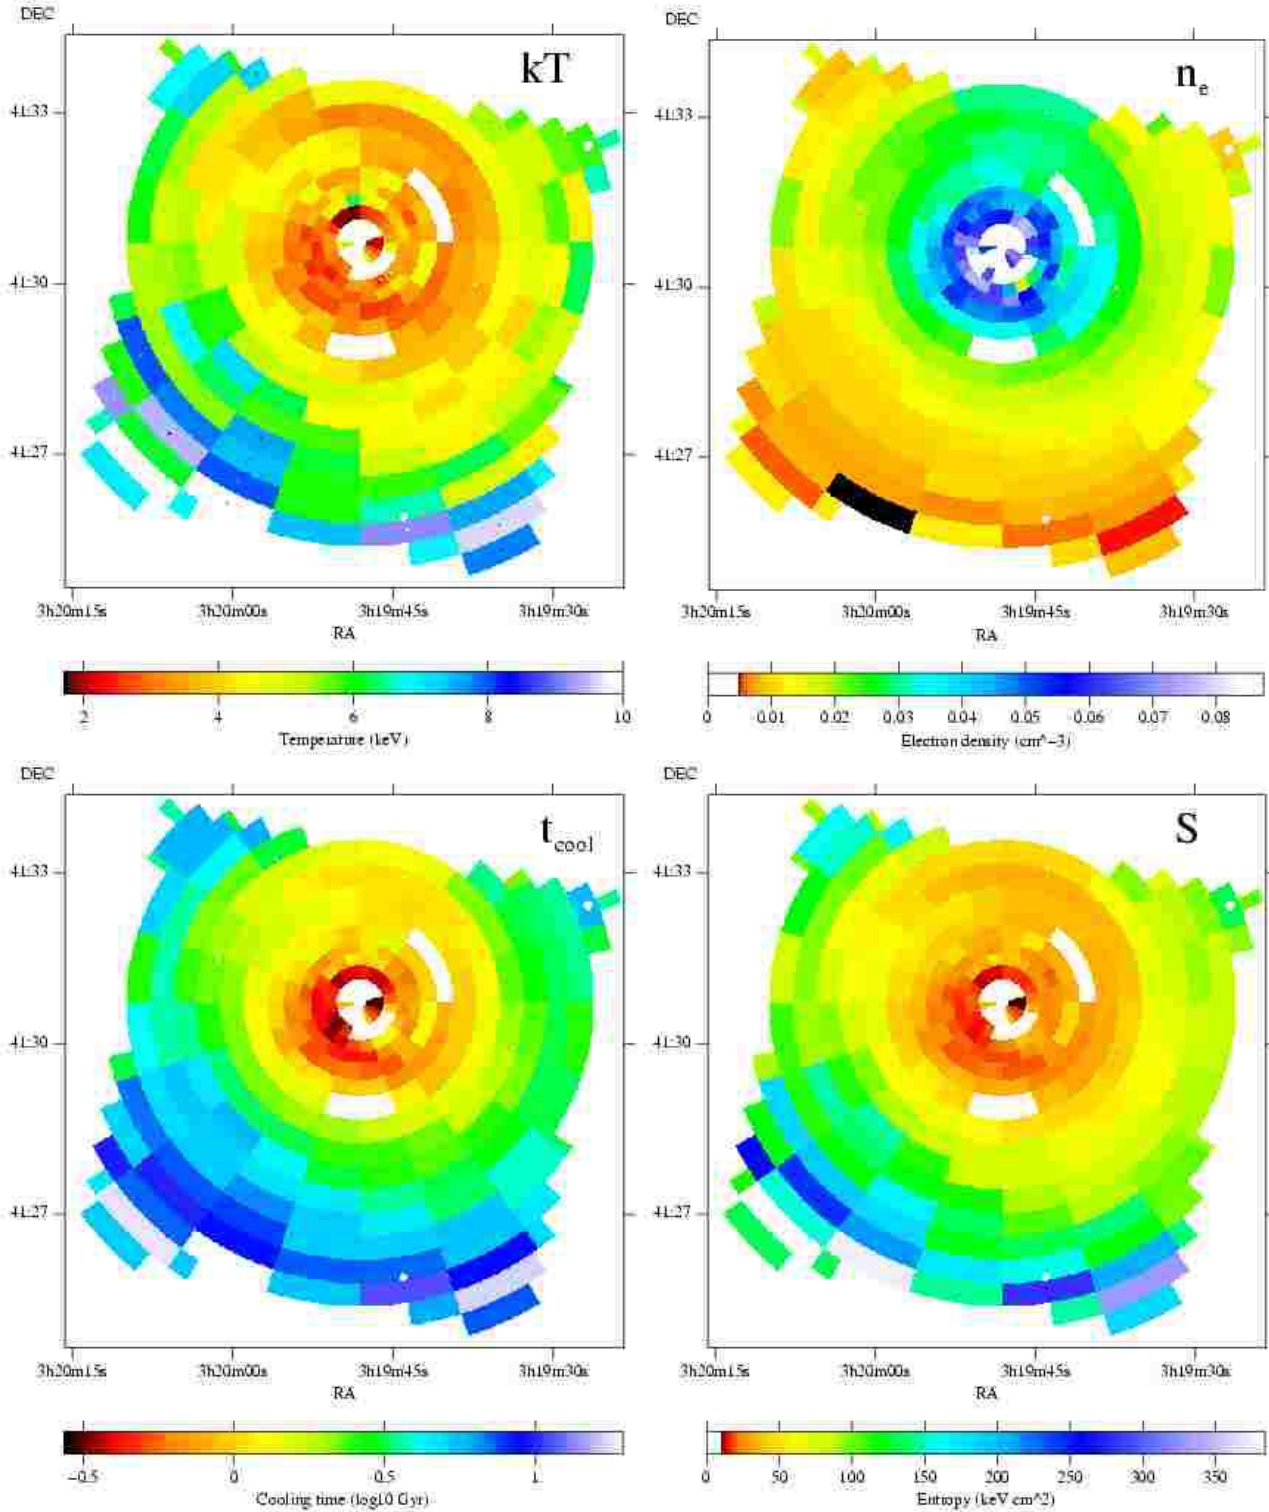 DEC
kT
41:33
41:30
41:27
3h20m15s 3h20m00s 3h19m45s 3h19m30s
RA
2 4 6 8 10
Temperature (keV)
DEC
n_e
41:33
41:30
41:27
3h20m15s 3h20m00s 3h19m45s 3h19m30s
RA
0 0.01 0.02 0.03 0.04 0.05 0.06 0.07 0.08
Electron density (cm^-3)
DEC
t_cool
41:33
41:30
41:27
3h20m15s 3h20m00s 3h19m45s 3h19m30s
RA
-0.5 0 0.5 1.
Cooling time (log10 Gyr)
DEC
S
41:33
41:30
41:27
3h20m15s 3h20m00s 3h19m45s 3h19m30s
RA
0 50 100 150 200 250 300 350
Entropy (keV cm^2)